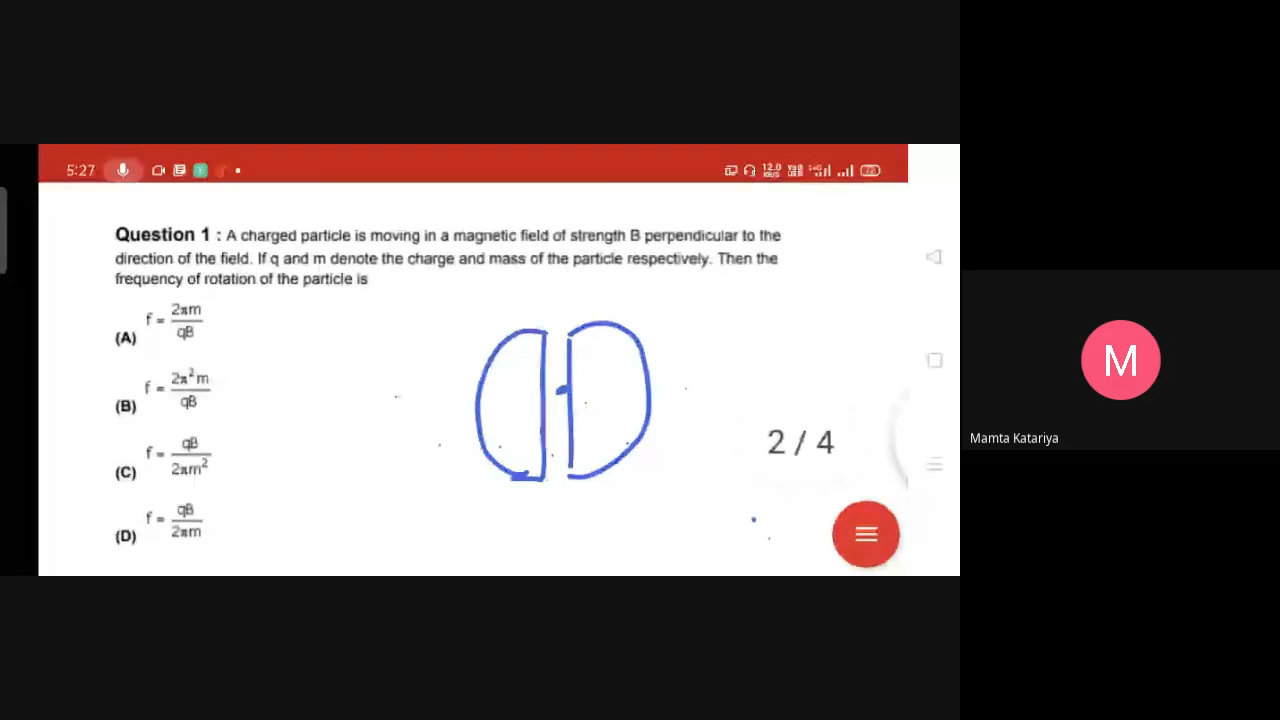 5:27
Question 1 : A charged particle is moving in a magnetic field of strength B perpendicular to the
direction of the field. If q and m denote the charge and mass of the particle respectively. Then the
frequency of rotation of the particle is
(A) f = 2πm / qB
(B) f = 2π²m / qB
(C) f = qB / 2πm²
(D) f = qB / 2πm
2 / 4
M
Mamta Katariya